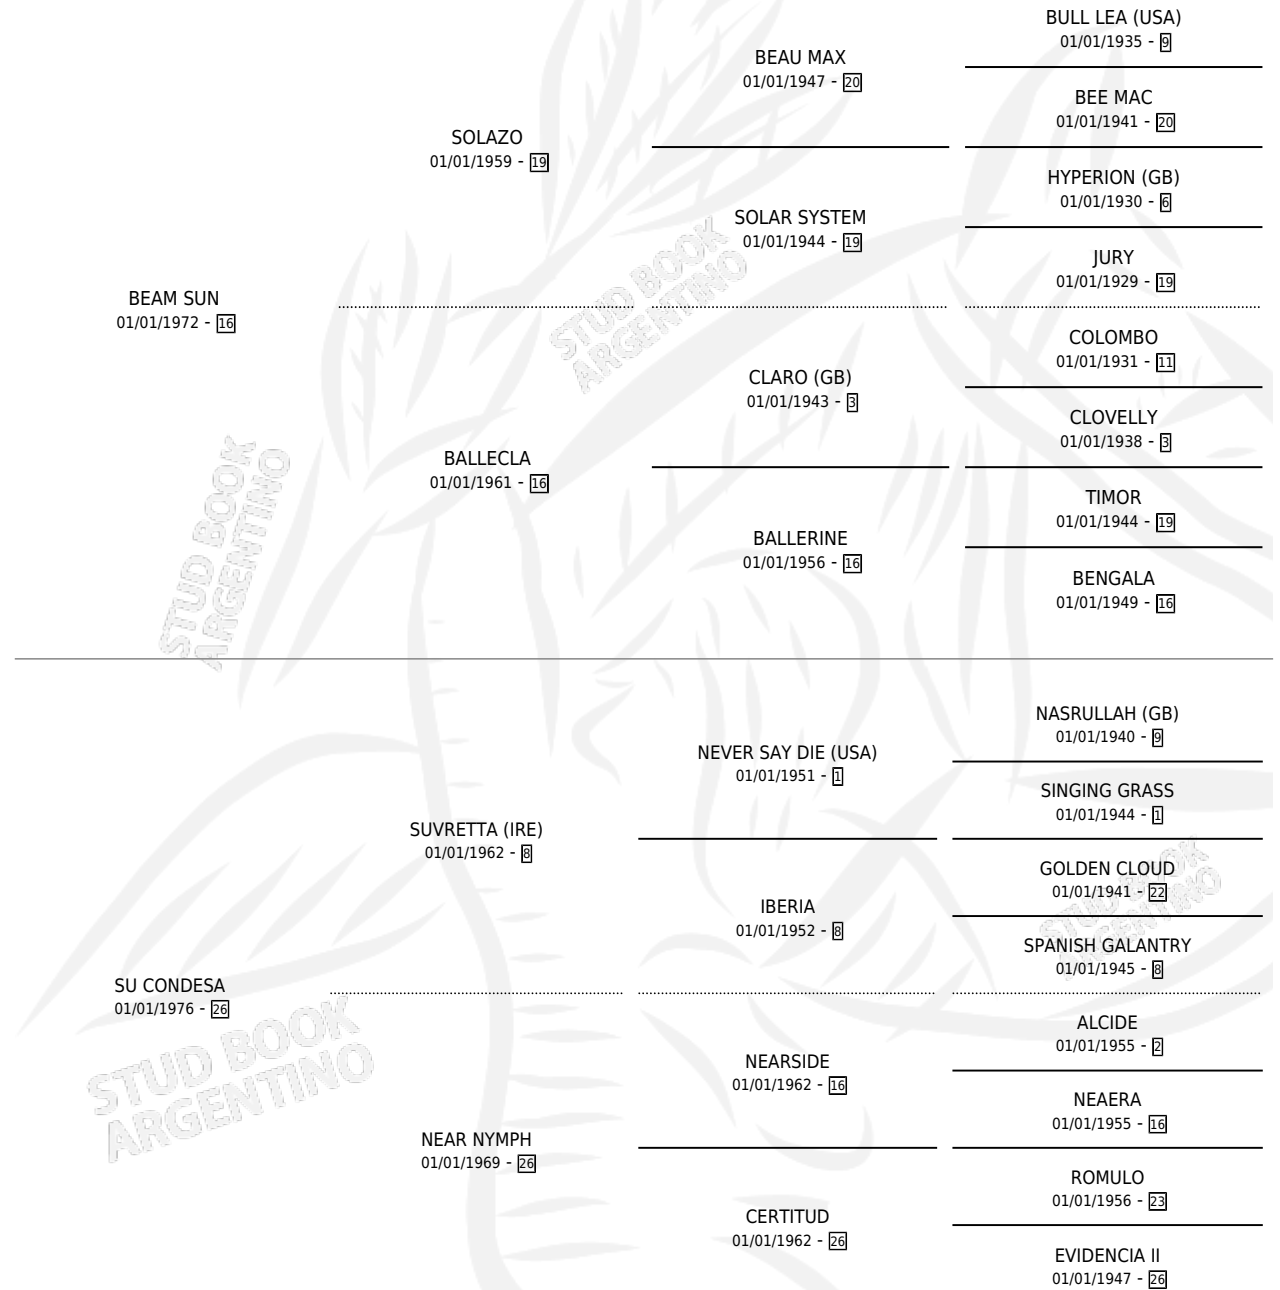 BULL LEA (USA)
01/01/1935 - 9
BEAU MAX
01/01/1947 - 20
BEE MAC
01/01/1941 - 20
SOLAZO
01/01/1959 - 19
HYPERION (GB)
01/01/1930 - 6
SOLAR SYSTEM
01/01/1944 - 19
JURY
01/01/1929 - 19
BEAM SUN
01/01/1972 - 16
COLOMBO
01/01/1931 - 11
CLARO (GB)
01/01/1943 - 3
CLOVELLY
01/01/1938 - 3
BALLECLA
01/01/1961 - 16
TIMOR
01/01/1944 - 19
BALLERINE
01/01/1956 - 16
BENGALA
01/01/1949 - 16
NASRULLAH (GB)
01/01/1940 - 9
NEVER SAY DIE (USA)
01/01/1951 - 1
SINGING GRASS
01/01/1944 - 1
SUVRETTA (IRE)
01/01/1962 - 8
GOLDEN CLOUD
01/01/1941 - 22
IBERIA
01/01/1952 - 8
SPANISH GALANTRY
01/01/1945 - 8
SU CONDESA
01/01/1976 - 26
ALCIDE
01/01/1955 - 2
NEARSIDE
01/01/1962 - 16
NEAERA
01/01/1955 - 16
NEAR NYMPH
01/01/1969 - 26
ROMULO
01/01/1956 - 23
CERTITUD
01/01/1962 - 26
EVIDENCIA II
01/01/1947 - 26
STUD BOOK
ARGENTINO
STUD BOOK
ARGENTINO
STUD BOOK
ARGENTINO
STUD BOOK
ARGENTINO